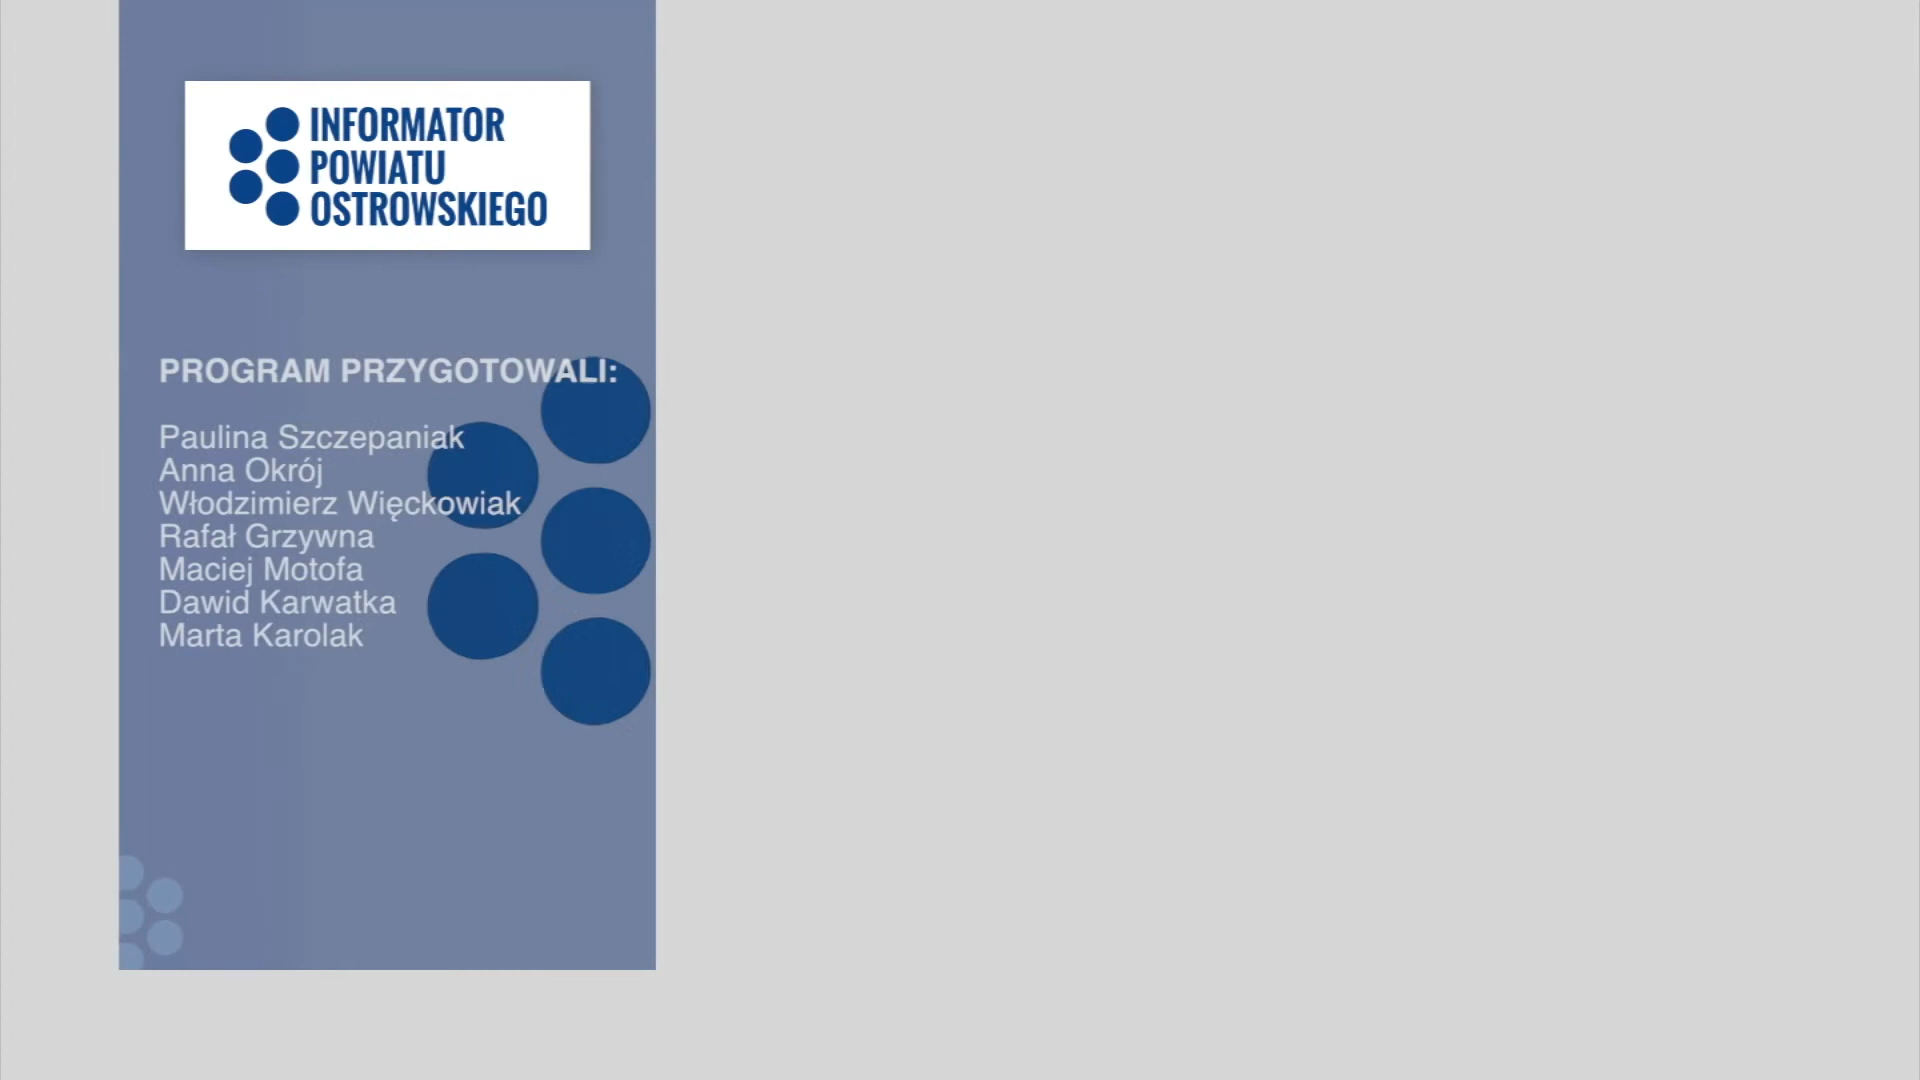 INFORMATOR
POWIATU
OSTROWSKIEGO
PROGRAM PRZYGOTOWALI:
Paulina Szczepaniak
Anna Okrój
Włodzimierz Więckowiak
Rafał Grzywna
Maciej Motofa
Dawid Karwatka
Marta Karolak